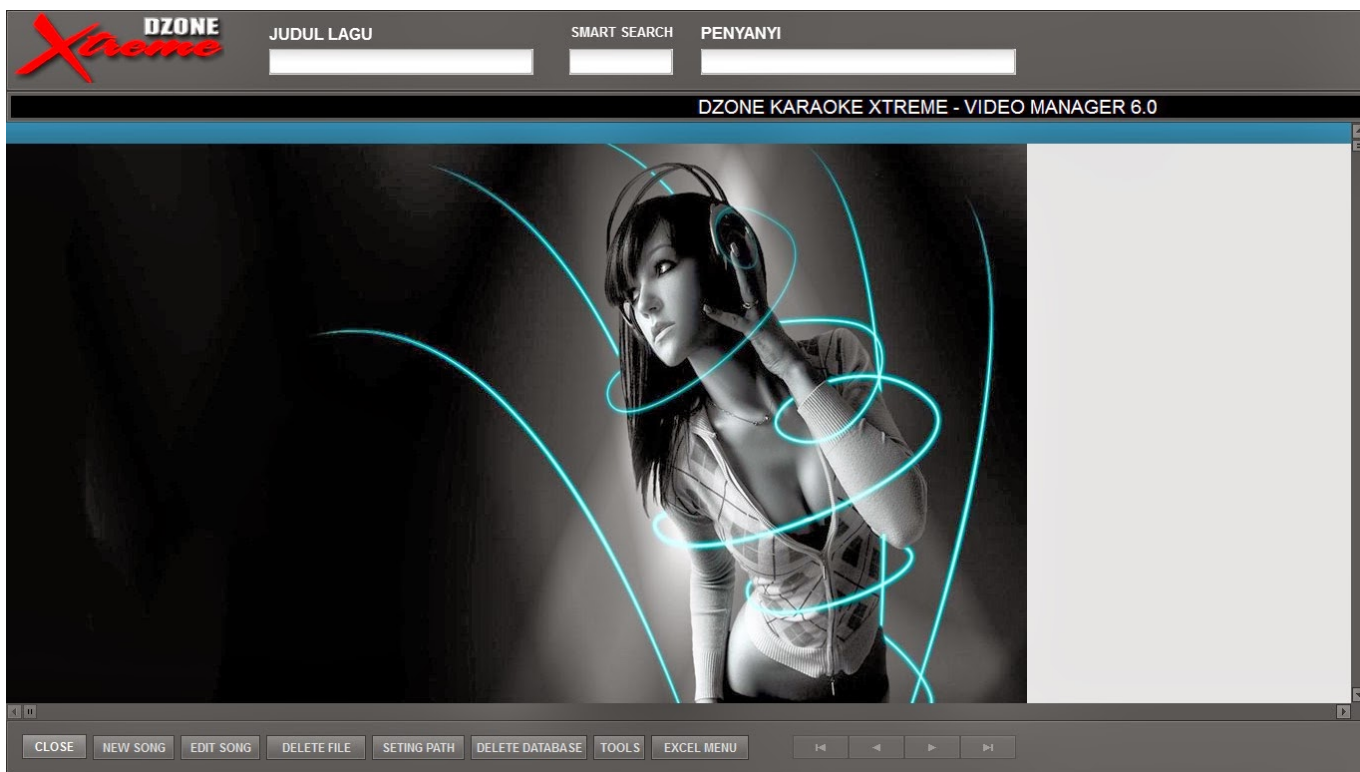 DZONE
Xtreme
JUDUL LAGU
SMART SEARCH
PENYANYI
DZONE KARAOKE XTREME - VIDEO MANAGER 6.0
CLOSE
NEW SONG
EDIT SONG
DELETE FILE
SETING PATH
DELETE DATABASE
TOOLS
EXCEL MENU